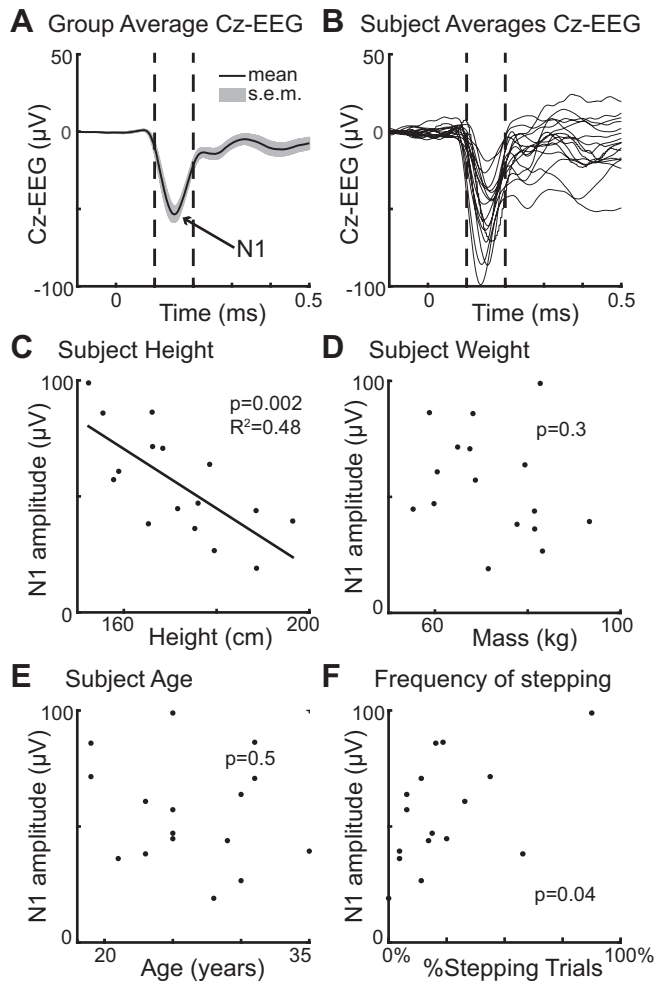 A Group Average Cz-EEG
50
0
-100
Cz-EEG (µV)
mean
s.e.m.
N1
0
0.5
Time (ms)
B Subject Averages Cz-EEG
50
0
-100
Cz-EEG (µV)
0
0.5
Time (ms)
C Subject Height
100
0
N1 amplitude (µV)
p=0.002
R²=0.48
160
200
Height (cm)
D Subject Weight
100
0
N1 amplitude (µV)
p=0.3
60
100
Mass (kg)
E Subject Age
100
0
N1 amplitude (µV)
p=0.5
20
35
Age (years)
F Frequency of stepping
100
0
N1 amplitude (µV)
p=0.04
0%
100%
%Stepping Trials